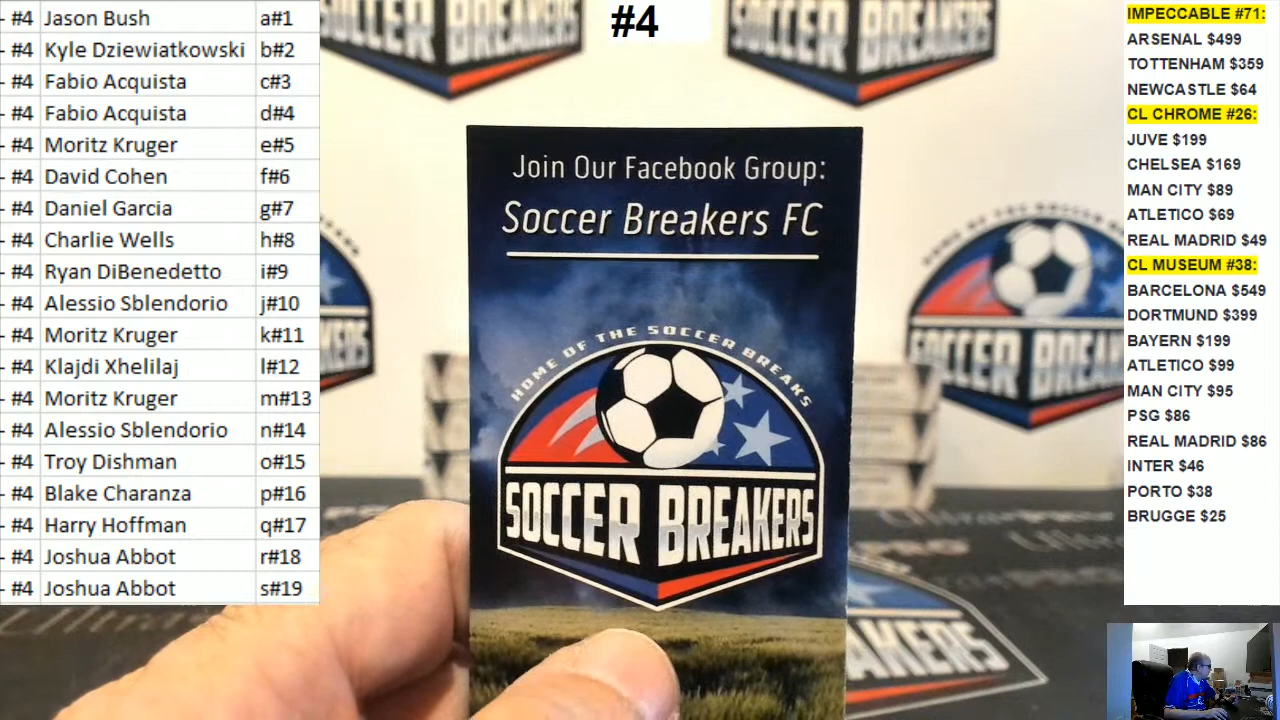 - #4 Jason Bush a#1
- #4 Kyle Dziewiatkowski b#2
- #4 Fabio Acquista c#3
- #4 Fabio Acquista d#4
- #4 Moritz Kruger e#5
- #4 David Cohen f#6
- #4 Daniel Garcia g#7
- #4 Charlie Wells h#8
- #4 Ryan DiBenedetto i#9
- #4 Alessio Sblendorio j#10
- #4 Moritz Kruger k#11
- #4 Klajdi Xhelilaj l#12
- #4 Moritz Kruger m#13
- #4 Alessio Sblendorio n#14
- #4 Troy Dishman o#15
- #4 Blake Charanza p#16
- #4 Harry Hoffman q#17
- #4 Joshua Abbot r#18
- #4 Joshua Abbot s#19
#4
SOCCER BREAKERS
SOCCER BREAKERS
Join Our Facebook Group:
Soccer Breakers FC
HOME OF THE SOCCER BREAKS
SOCCER BREAKERS
SOCCER BREAKERS
IMPECCABLE #71:
ARSENAL $499
TOTTENHAM $359
NEWCASTLE $64
CL CHROME #26:
JUVE $199
CHELSEA $169
MAN CITY $89
ATLETICO $69
REAL MADRID $49
CL MUSEUM #38:
BARCELONA $549
DORTMUND $399
BAYERN $199
ATLETICO $99
MAN CITY $95
PSG $86
REAL MADRID $86
INTER $46
PORTO $38
BRUGGE $25